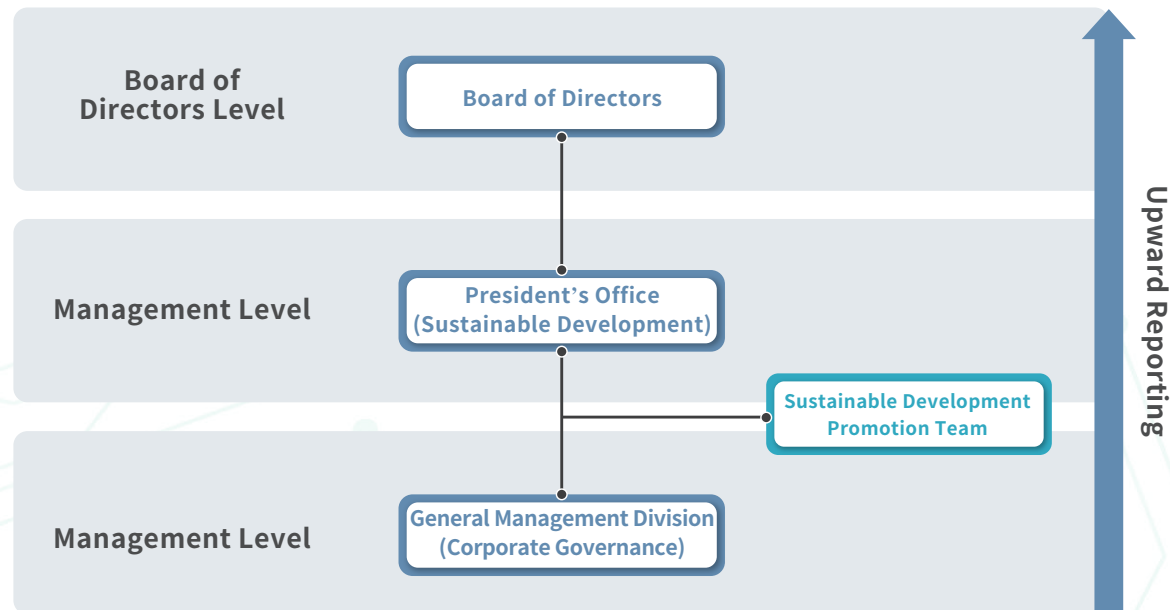 Board of
Directors Level
Board of Directors
Management Level
President’s Office
(Sustainable Development)
Sustainable Development
Promotion Team
Management Level
General Management Division
(Corporate Governance)
Upward Reporting